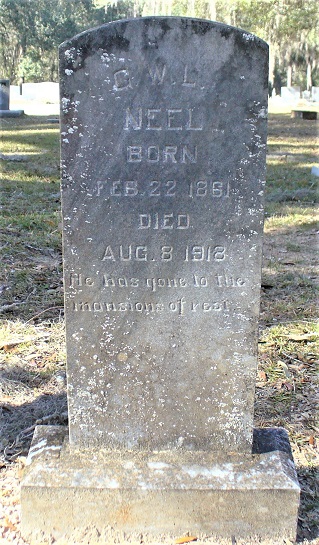 G. W. L.
NEEL
BORN
FEB. 22 1861
DIED
AUG. 8 1918
He has gone to the
mansions of rest.